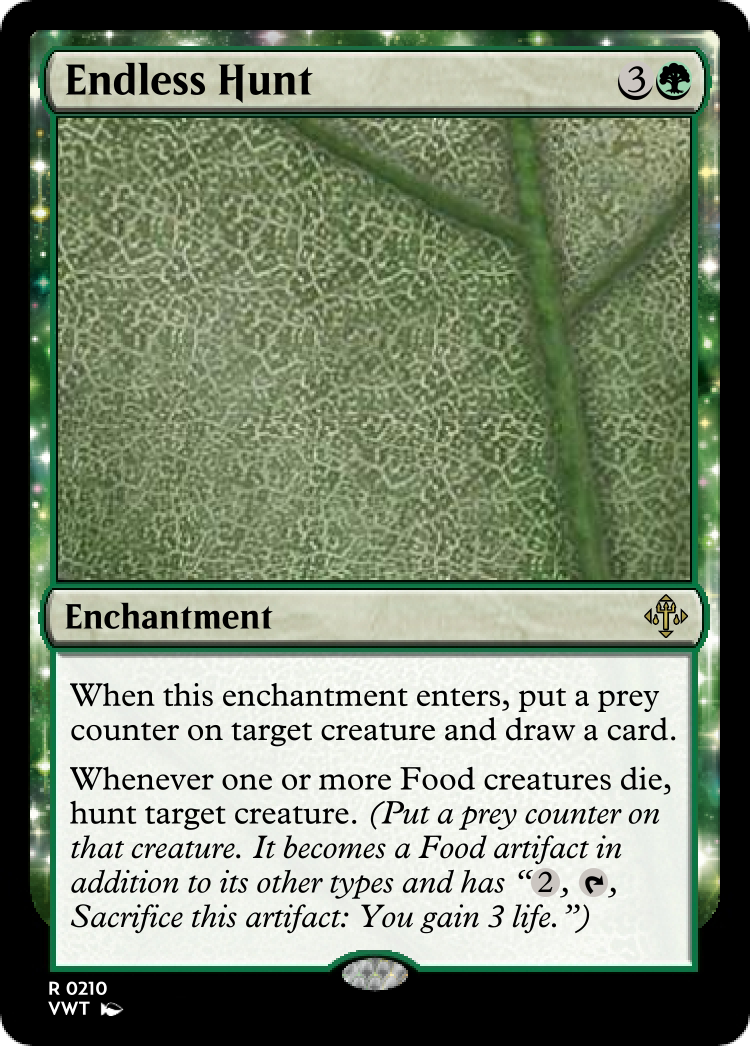 Endless Hunt 3
Enchantment
When this enchantment enters, put a prey
counter on target creature and draw a card.
Whenever one or more Food creatures die,
hunt target creature. (Put a prey counter on
that creature. It becomes a Food artifact in
addition to its other types and has “2, ,
Sacrifice this artifact: You gain 3 life.”)
R 0210
VWT